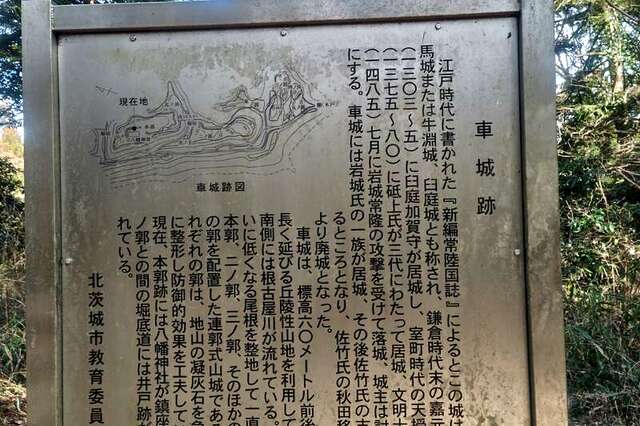 車城跡
江戸時代に書かれた『新編常陸国誌』によるとこの城は
馬城または牛淵城、臼庭城とも称され、鎌倉時代末の嘉元
(一三〇三〜五)に臼庭加賀守が居城し、室町時代の天授
(一三七五〜八〇)に砥上氏が三代にわたって居城、文明十
(一四八五)七月に岩城常隆の攻撃を受けて落城、城主は討
にする。車城には岩城氏の一族が居城、その後佐竹氏の支
るところとなり、佐竹氏の秋田移
より廃城となった。
車城は、標高六〇メートル前後
長く延びる丘陵性山地を利用して
南側には根古屋川が流れている。
いに低くなる尾根を整地して一直
本郭、二ノ郭、三ノ郭、そのほかの
の郭を配置した連郭式山城であ
れぞれの郭は、地山の凝灰石を急
に整形し防御的効果を工夫して
現在、本郭跡には八幡神社が鎮座
ノ郭との間の堀底道には井戸跡が
れている。
北茨城市教育委員
現在地
車城跡図